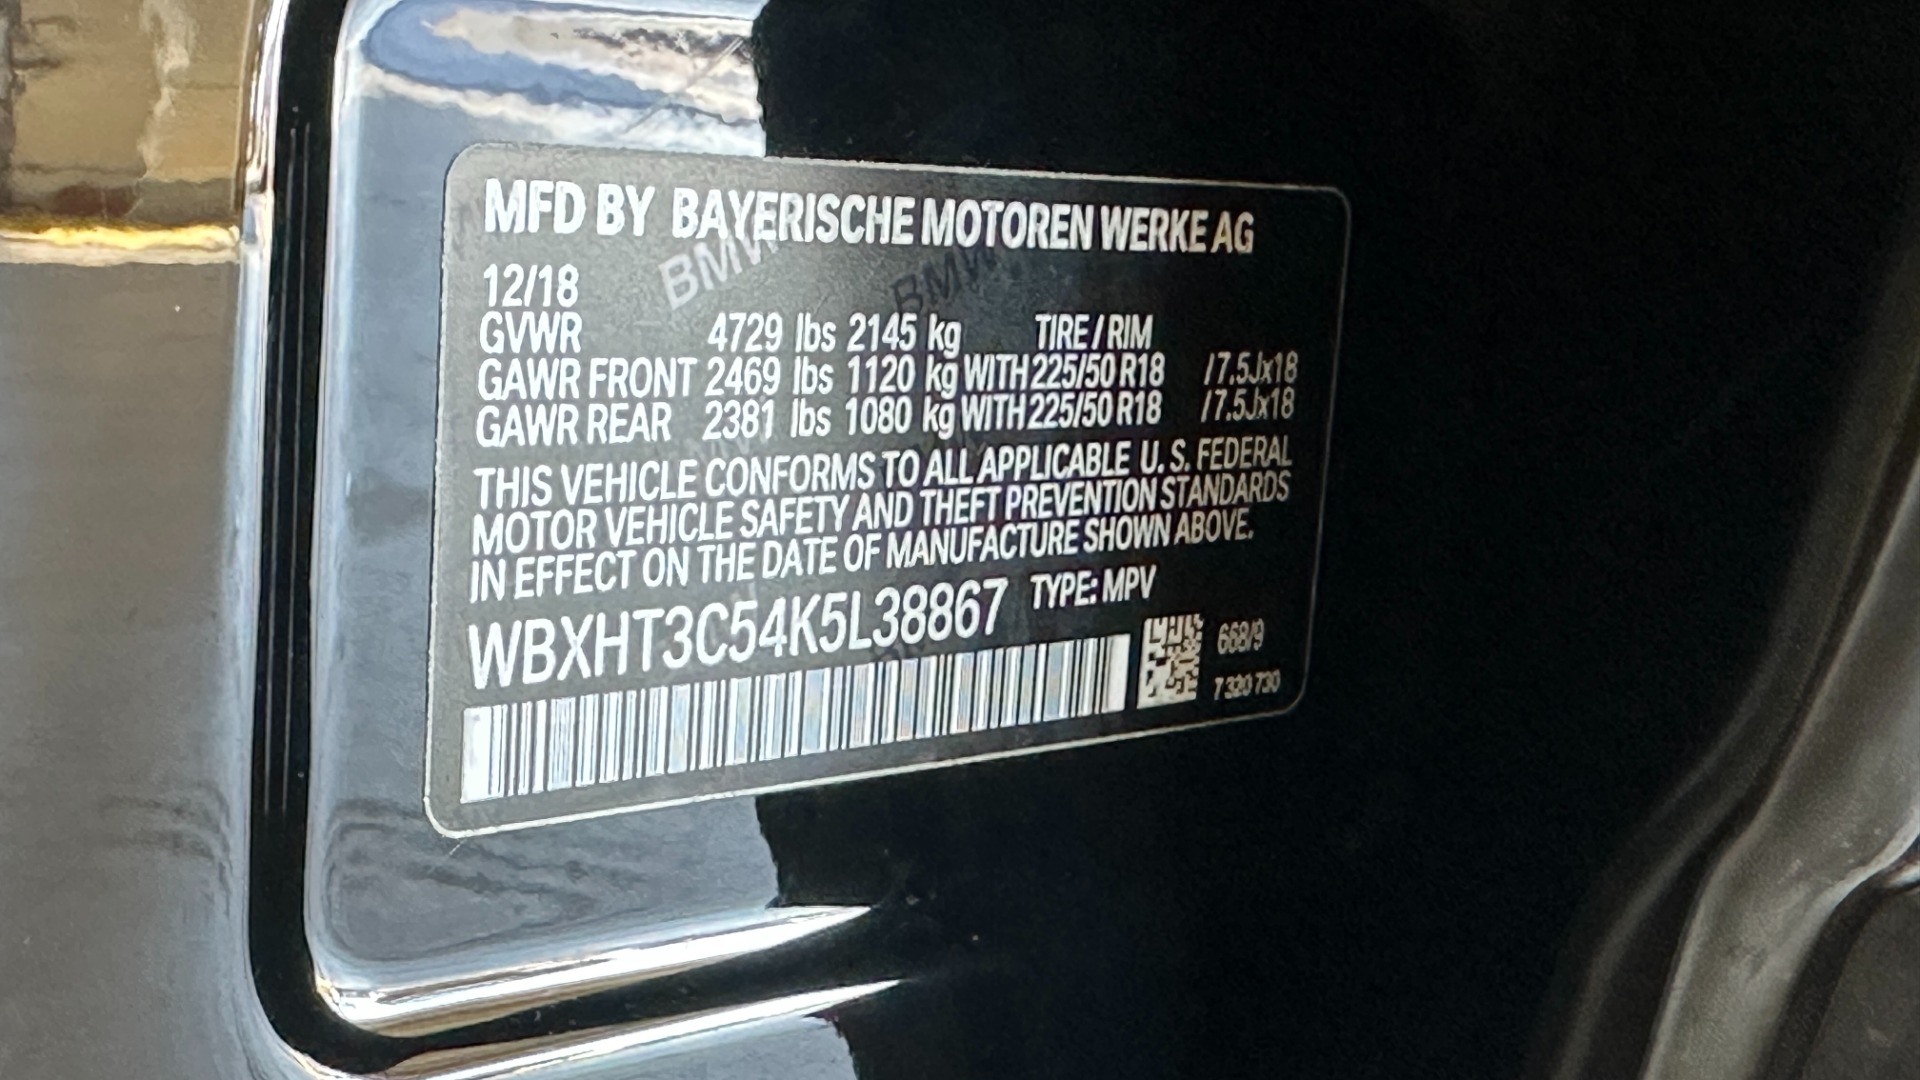 MFD BY BAYERISCHE MOTOREN WERKE AG
12/18
GVWR 4729 lbs 2145 kg TIRE / RIM
GAWR FRONT 2469 lbs 1120 kg WITH 225/50 R18 / 7.5Jx18
GAWR REAR 2381 lbs 1080 kg WITH 225/50 R18 / 7.5Jx18
THIS VEHICLE CONFORMS TO ALL APPLICABLE U. S. FEDERAL
MOTOR VEHICLE SAFETY AND THEFT PREVENTION STANDARDS
IN EFFECT ON THE DATE OF MANUFACTURE SHOWN ABOVE.
WBXHT3C54K5L38867 TYPE: MPV
668/9
7 320 730
BMW
BMW